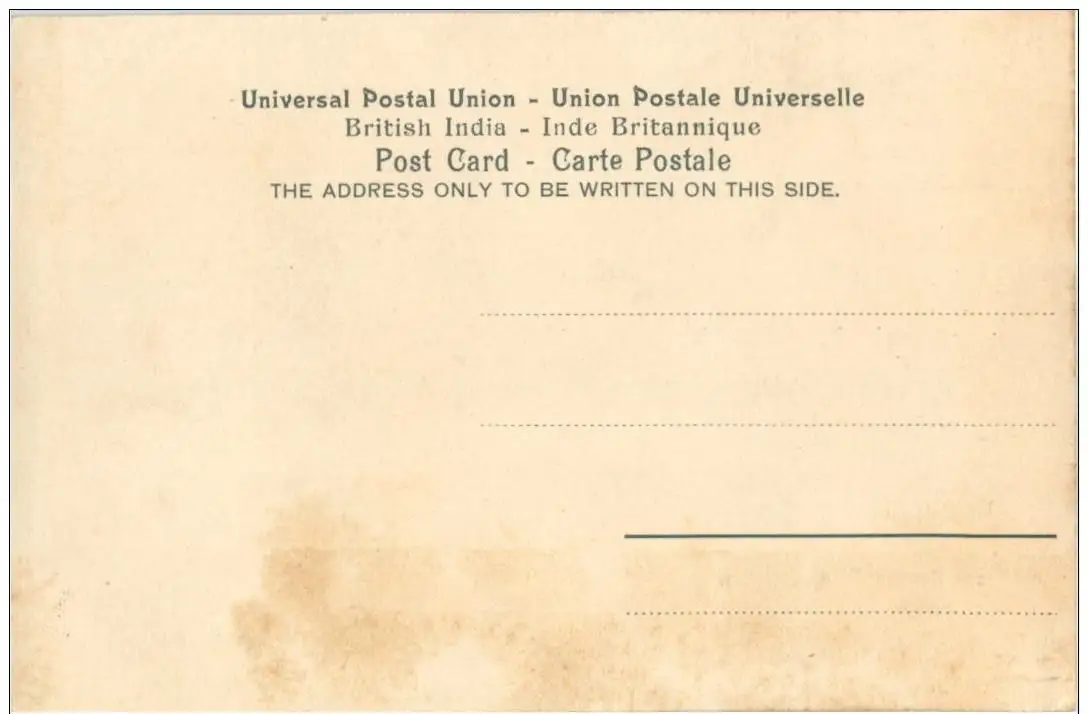 Universal Postal Union - Union Postale Universelle
British India - Inde Britannique
Post Card - Carte Postale
THE ADDRESS ONLY TO BE WRITTEN ON THIS SIDE.